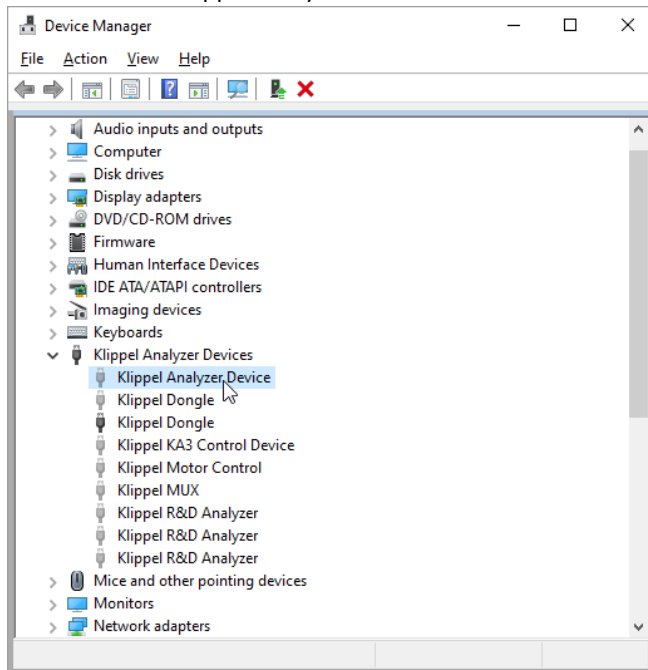 Device Manager
File Action View Help
Audio inputs and outputs
Computer
Disk drives
Display adapters
DVD/CD-ROM drives
Firmware
Human Interface Devices
IDE ATA/ATAPI controllers
Imaging devices
Keyboards
Klippel Analyzer Devices
Klippel Analyzer Device
Klippel Dongle
Klippel Dongle
Klippel KA3 Control Device
Klippel Motor Control
Klippel MUX
Klippel R&D Analyzer
Klippel R&D Analyzer
Klippel R&D Analyzer
Mice and other pointing devices
Monitors
Network adapters